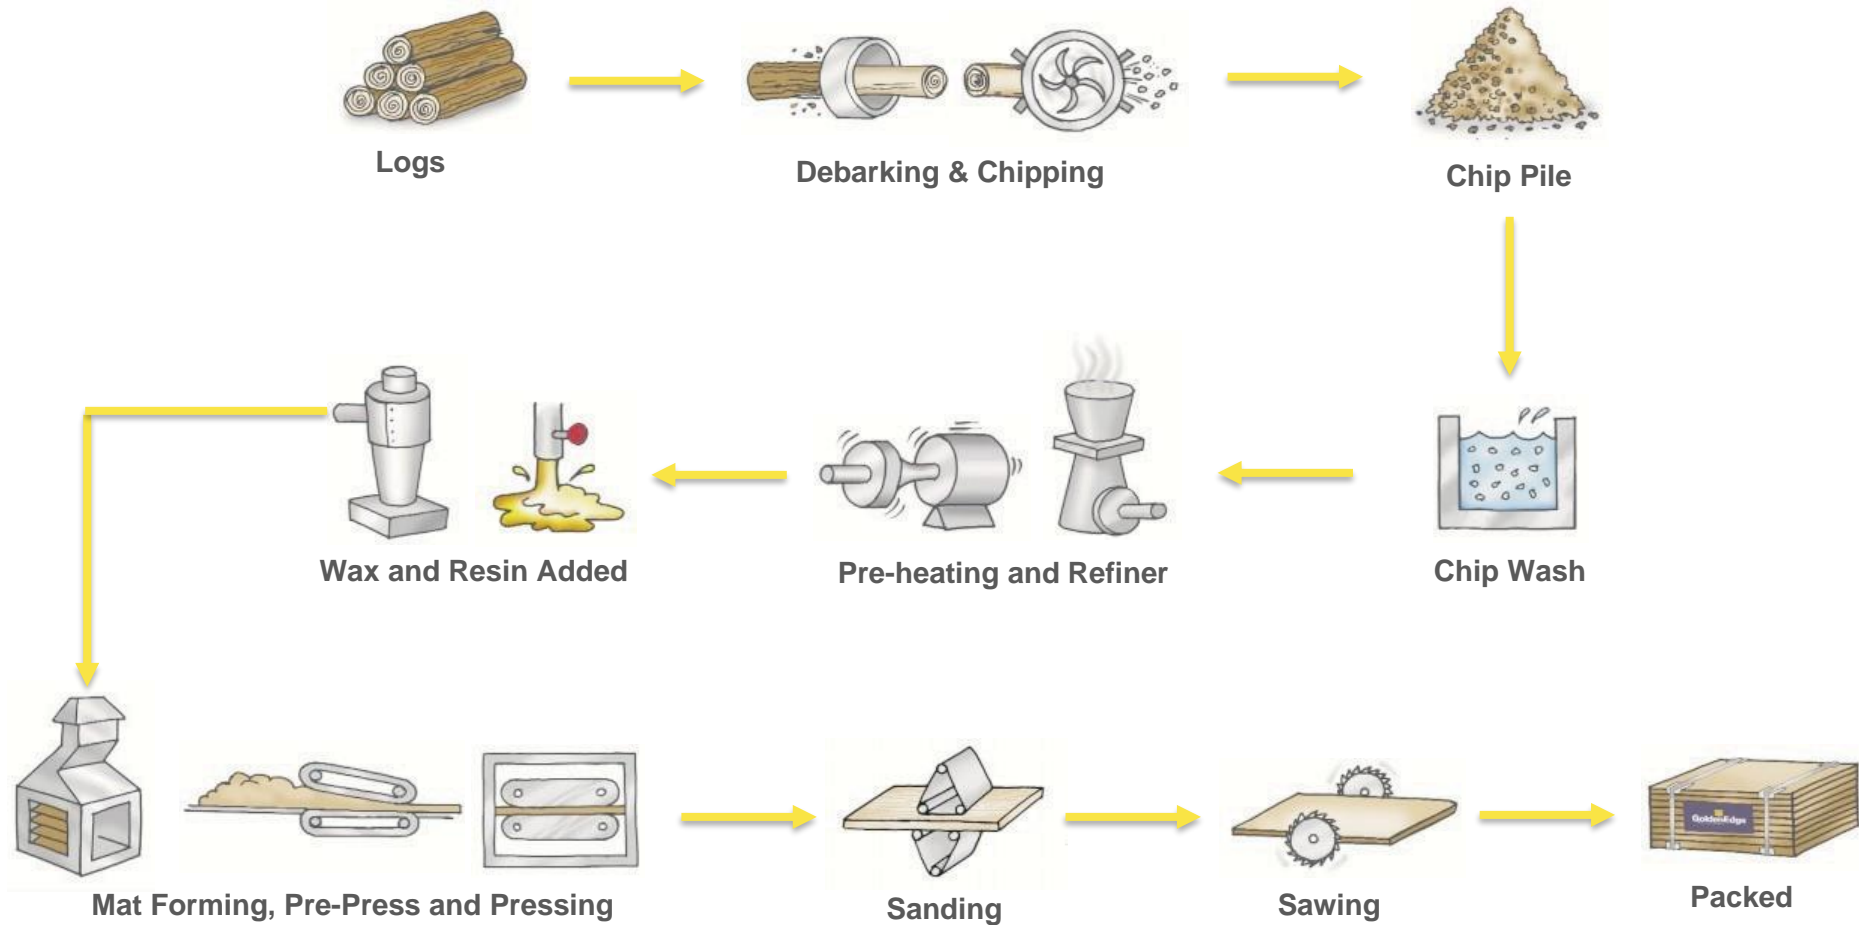 Logs
Debarking & Chipping
Chip Pile
Wax and Resin Added
Pre-heating and Refiner
Chip Wash
GoldenEdge
Mat Forming, Pre-Press and Pressing
Sanding
Sawing
Packed